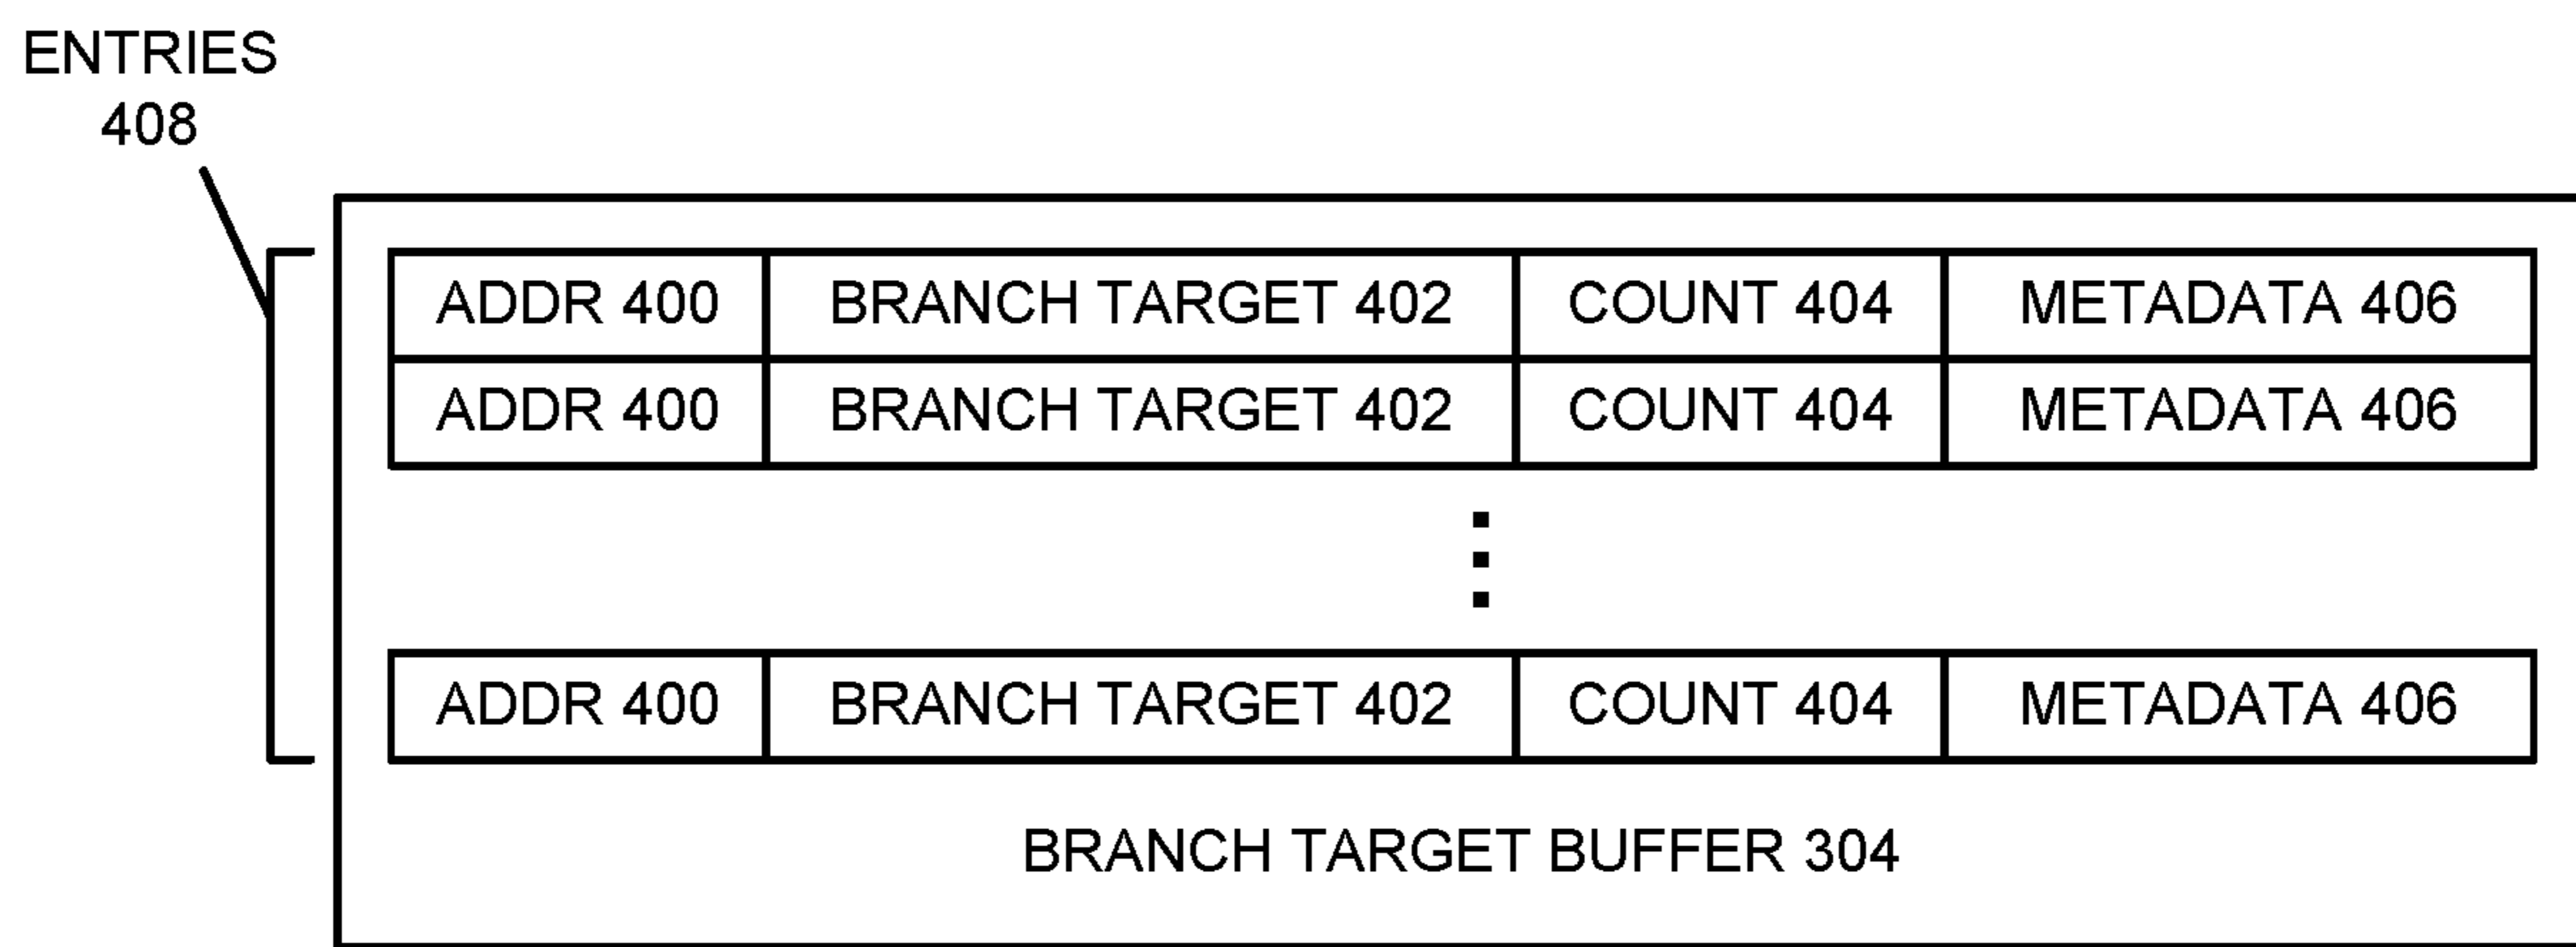 ENTRIES
408
ADDR 400 BRANCH TARGET 402 COUNT 404 METADATA 406
ADDR 400 BRANCH TARGET 402 COUNT 404 METADATA 406
ADDR 400 BRANCH TARGET 402 COUNT 404 METADATA 406
BRANCH TARGET BUFFER 304